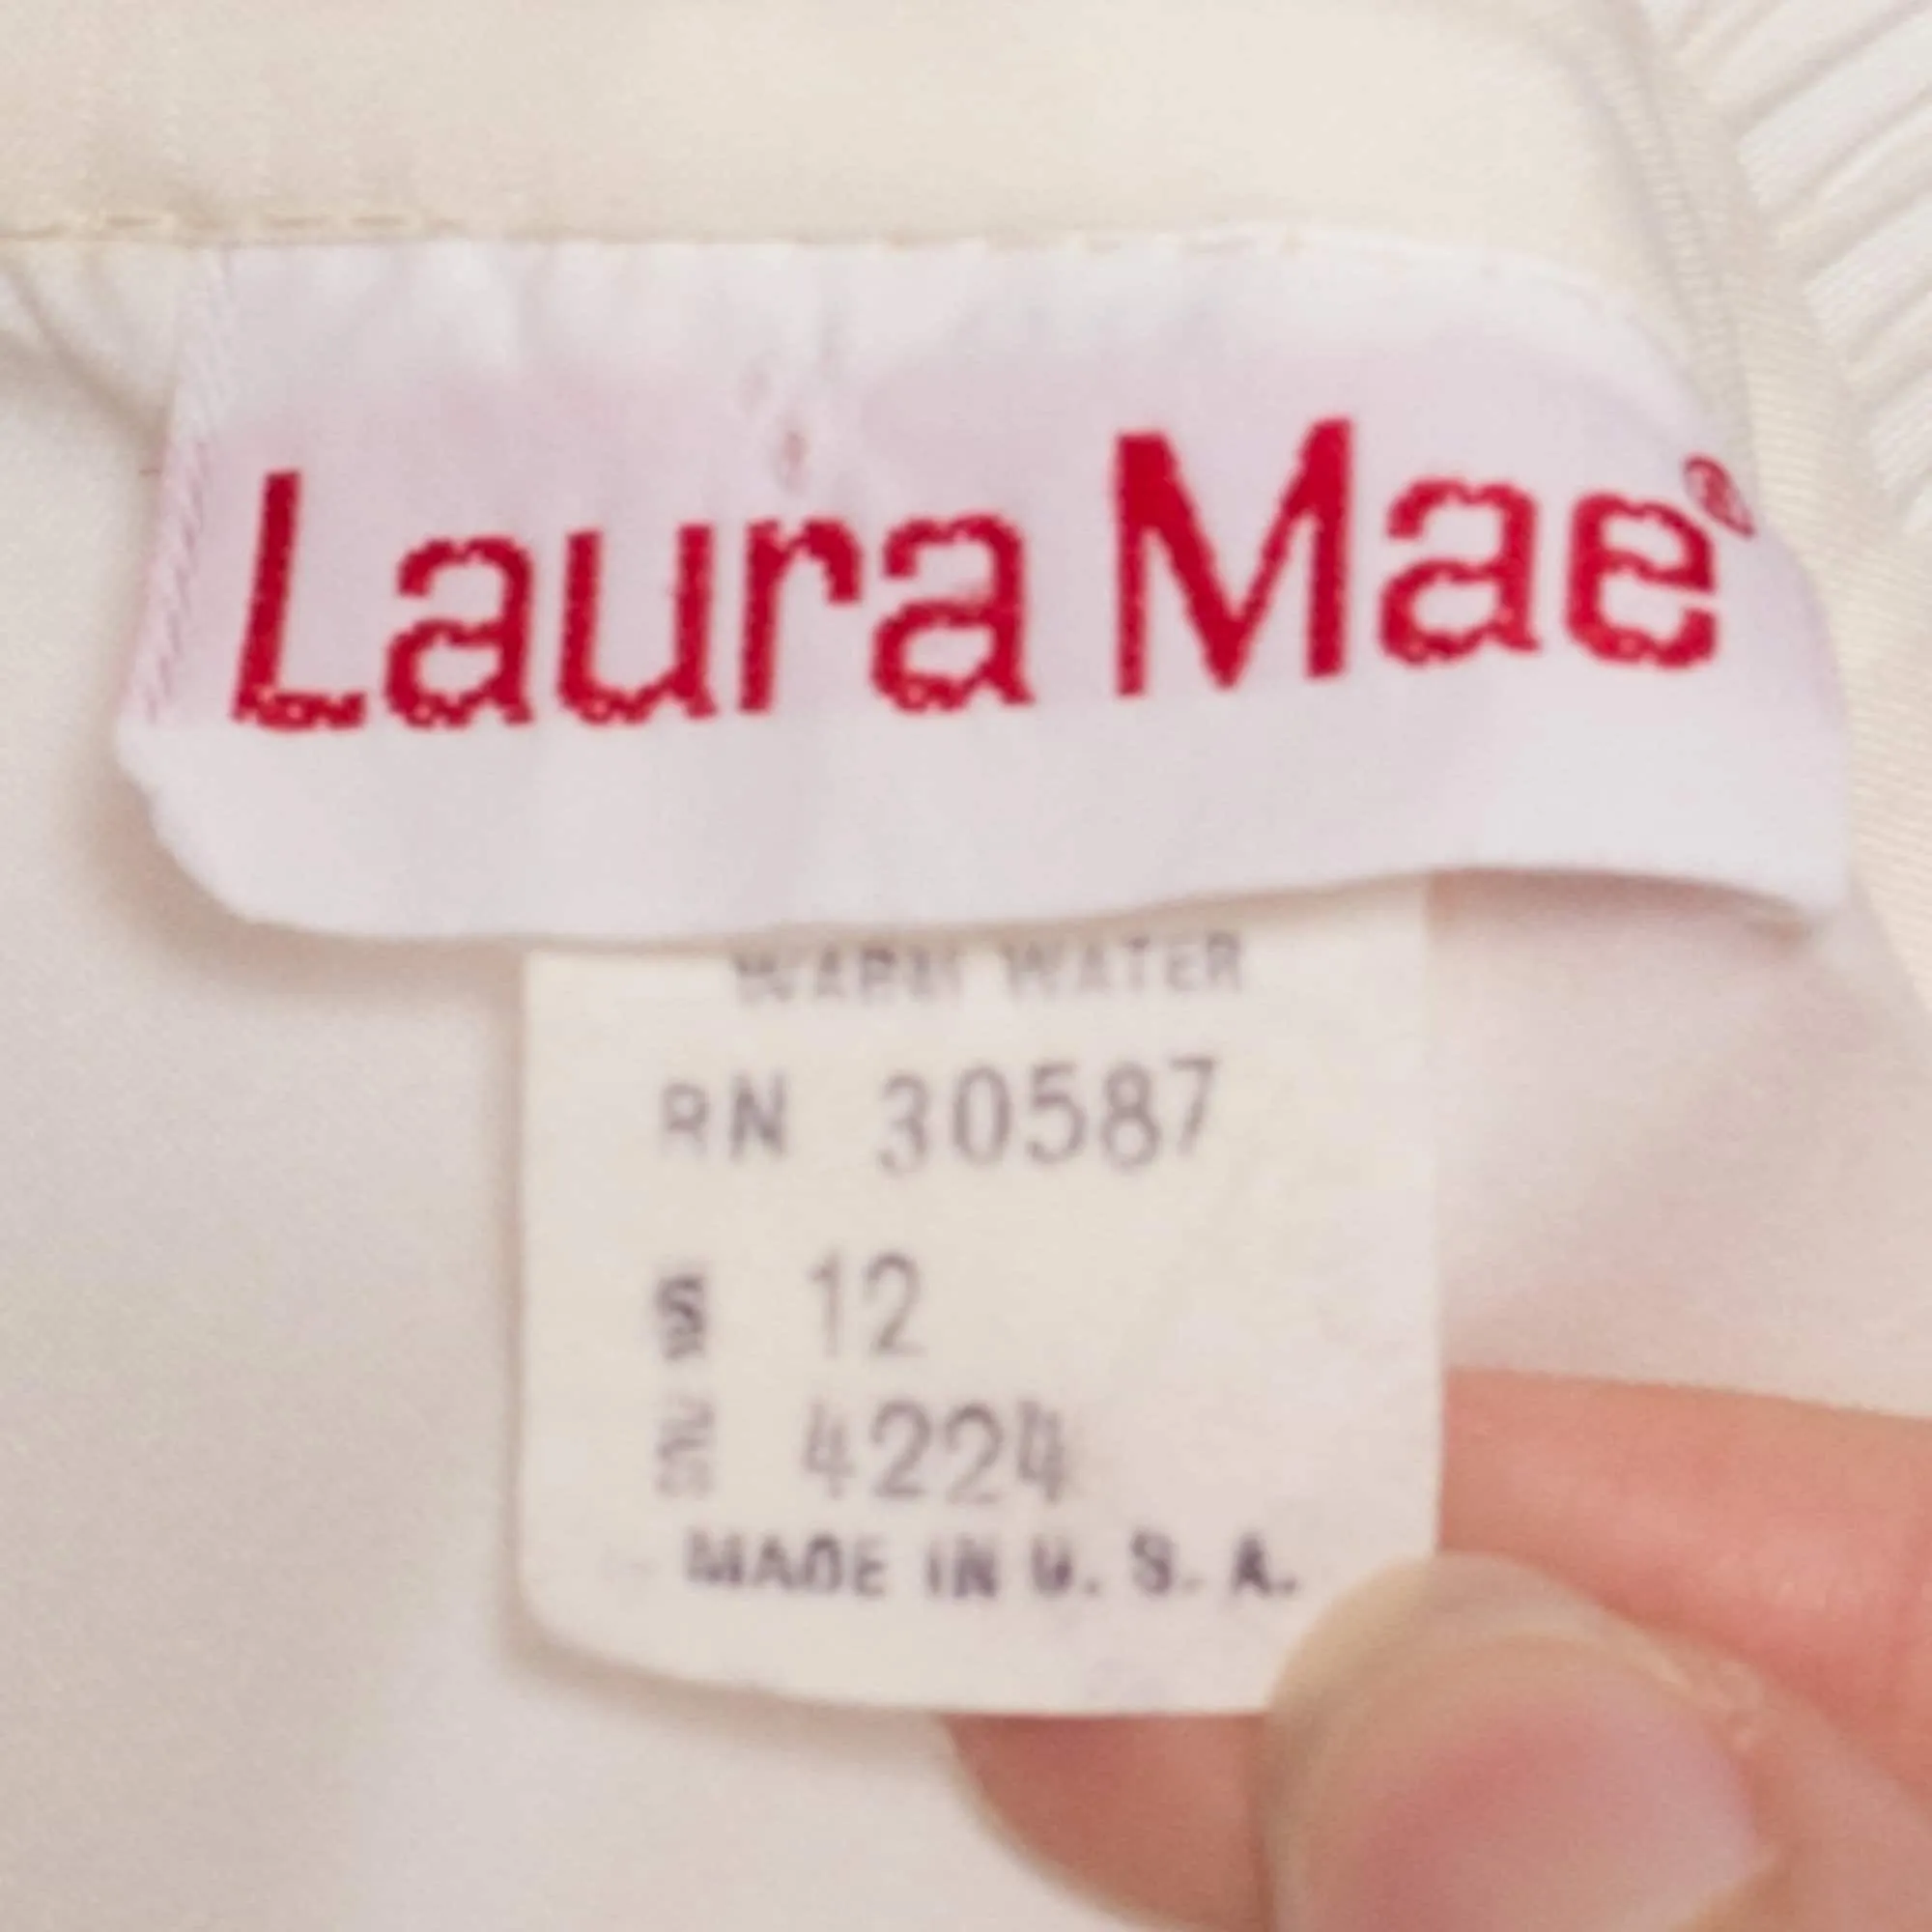 Laura Mae®
WARM WATER
RN 30587
S 12
4224
MADE IN U. S. A.